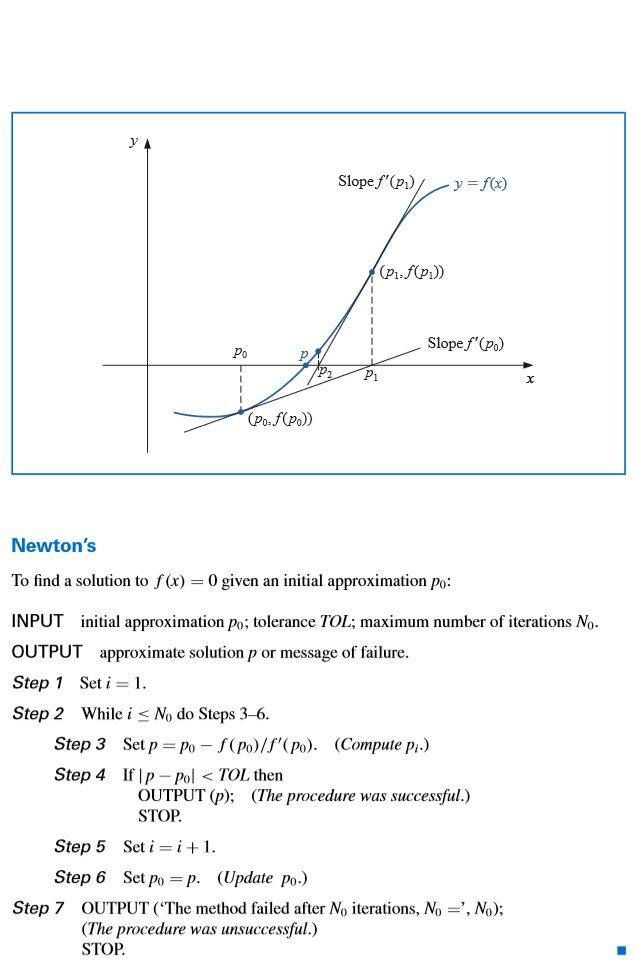 y
Slope f′(p₁)
y = f(x)
(p₁, f(p₁))
Slope f′(p₀)
p₀
p
p₂
p₁
x
(p₀, f(p₀))
Newton's
To find a solution to f(x) = 0 given an initial approximation p₀:
INPUT initial approximation p₀; tolerance TOL; maximum number of iterations N₀.
OUTPUT approximate solution p or message of failure.
Step 1 Set i = 1.
Step 2 While i ≤ N₀ do Steps 3–6.
Step 3 Set p = p₀ − f(p₀)/f′(p₀). (Compute pᵢ.)
Step 4 If |p − p₀| < TOL then
OUTPUT (p); (The procedure was successful.)
STOP.
Step 5 Set i = i + 1.
Step 6 Set p₀ = p. (Update p₀.)
Step 7 OUTPUT (‘The method failed after N₀ iterations, N₀ =’, N₀);
(The procedure was unsuccessful.)
STOP.